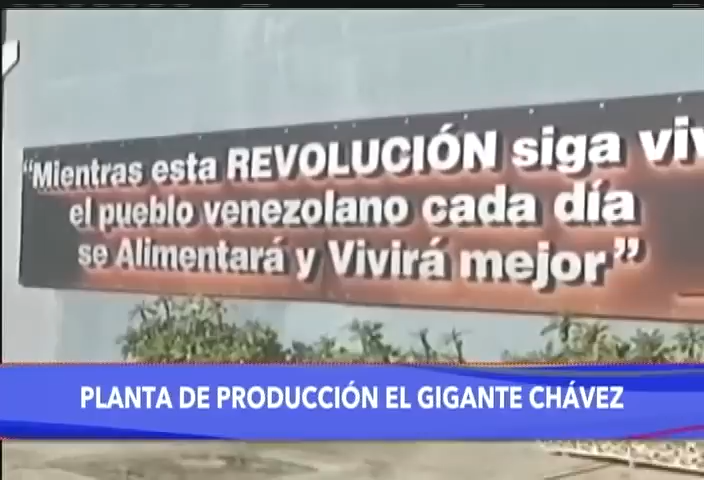 “Mientras esta REVOLUCIÓN siga viv
el pueblo venezolano cada día
se Alimentará y Vivirá mejor”
PLANTA DE PRODUCCIÓN EL GIGANTE CHÁVEZ